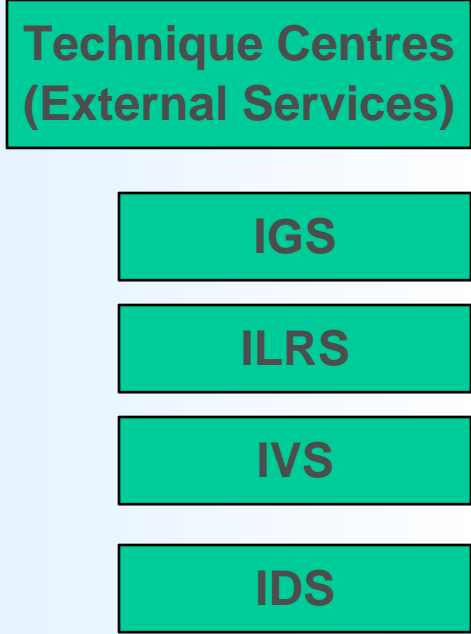 Technique Centres
(External Services)
IGS
ILRS
IVS
IDS